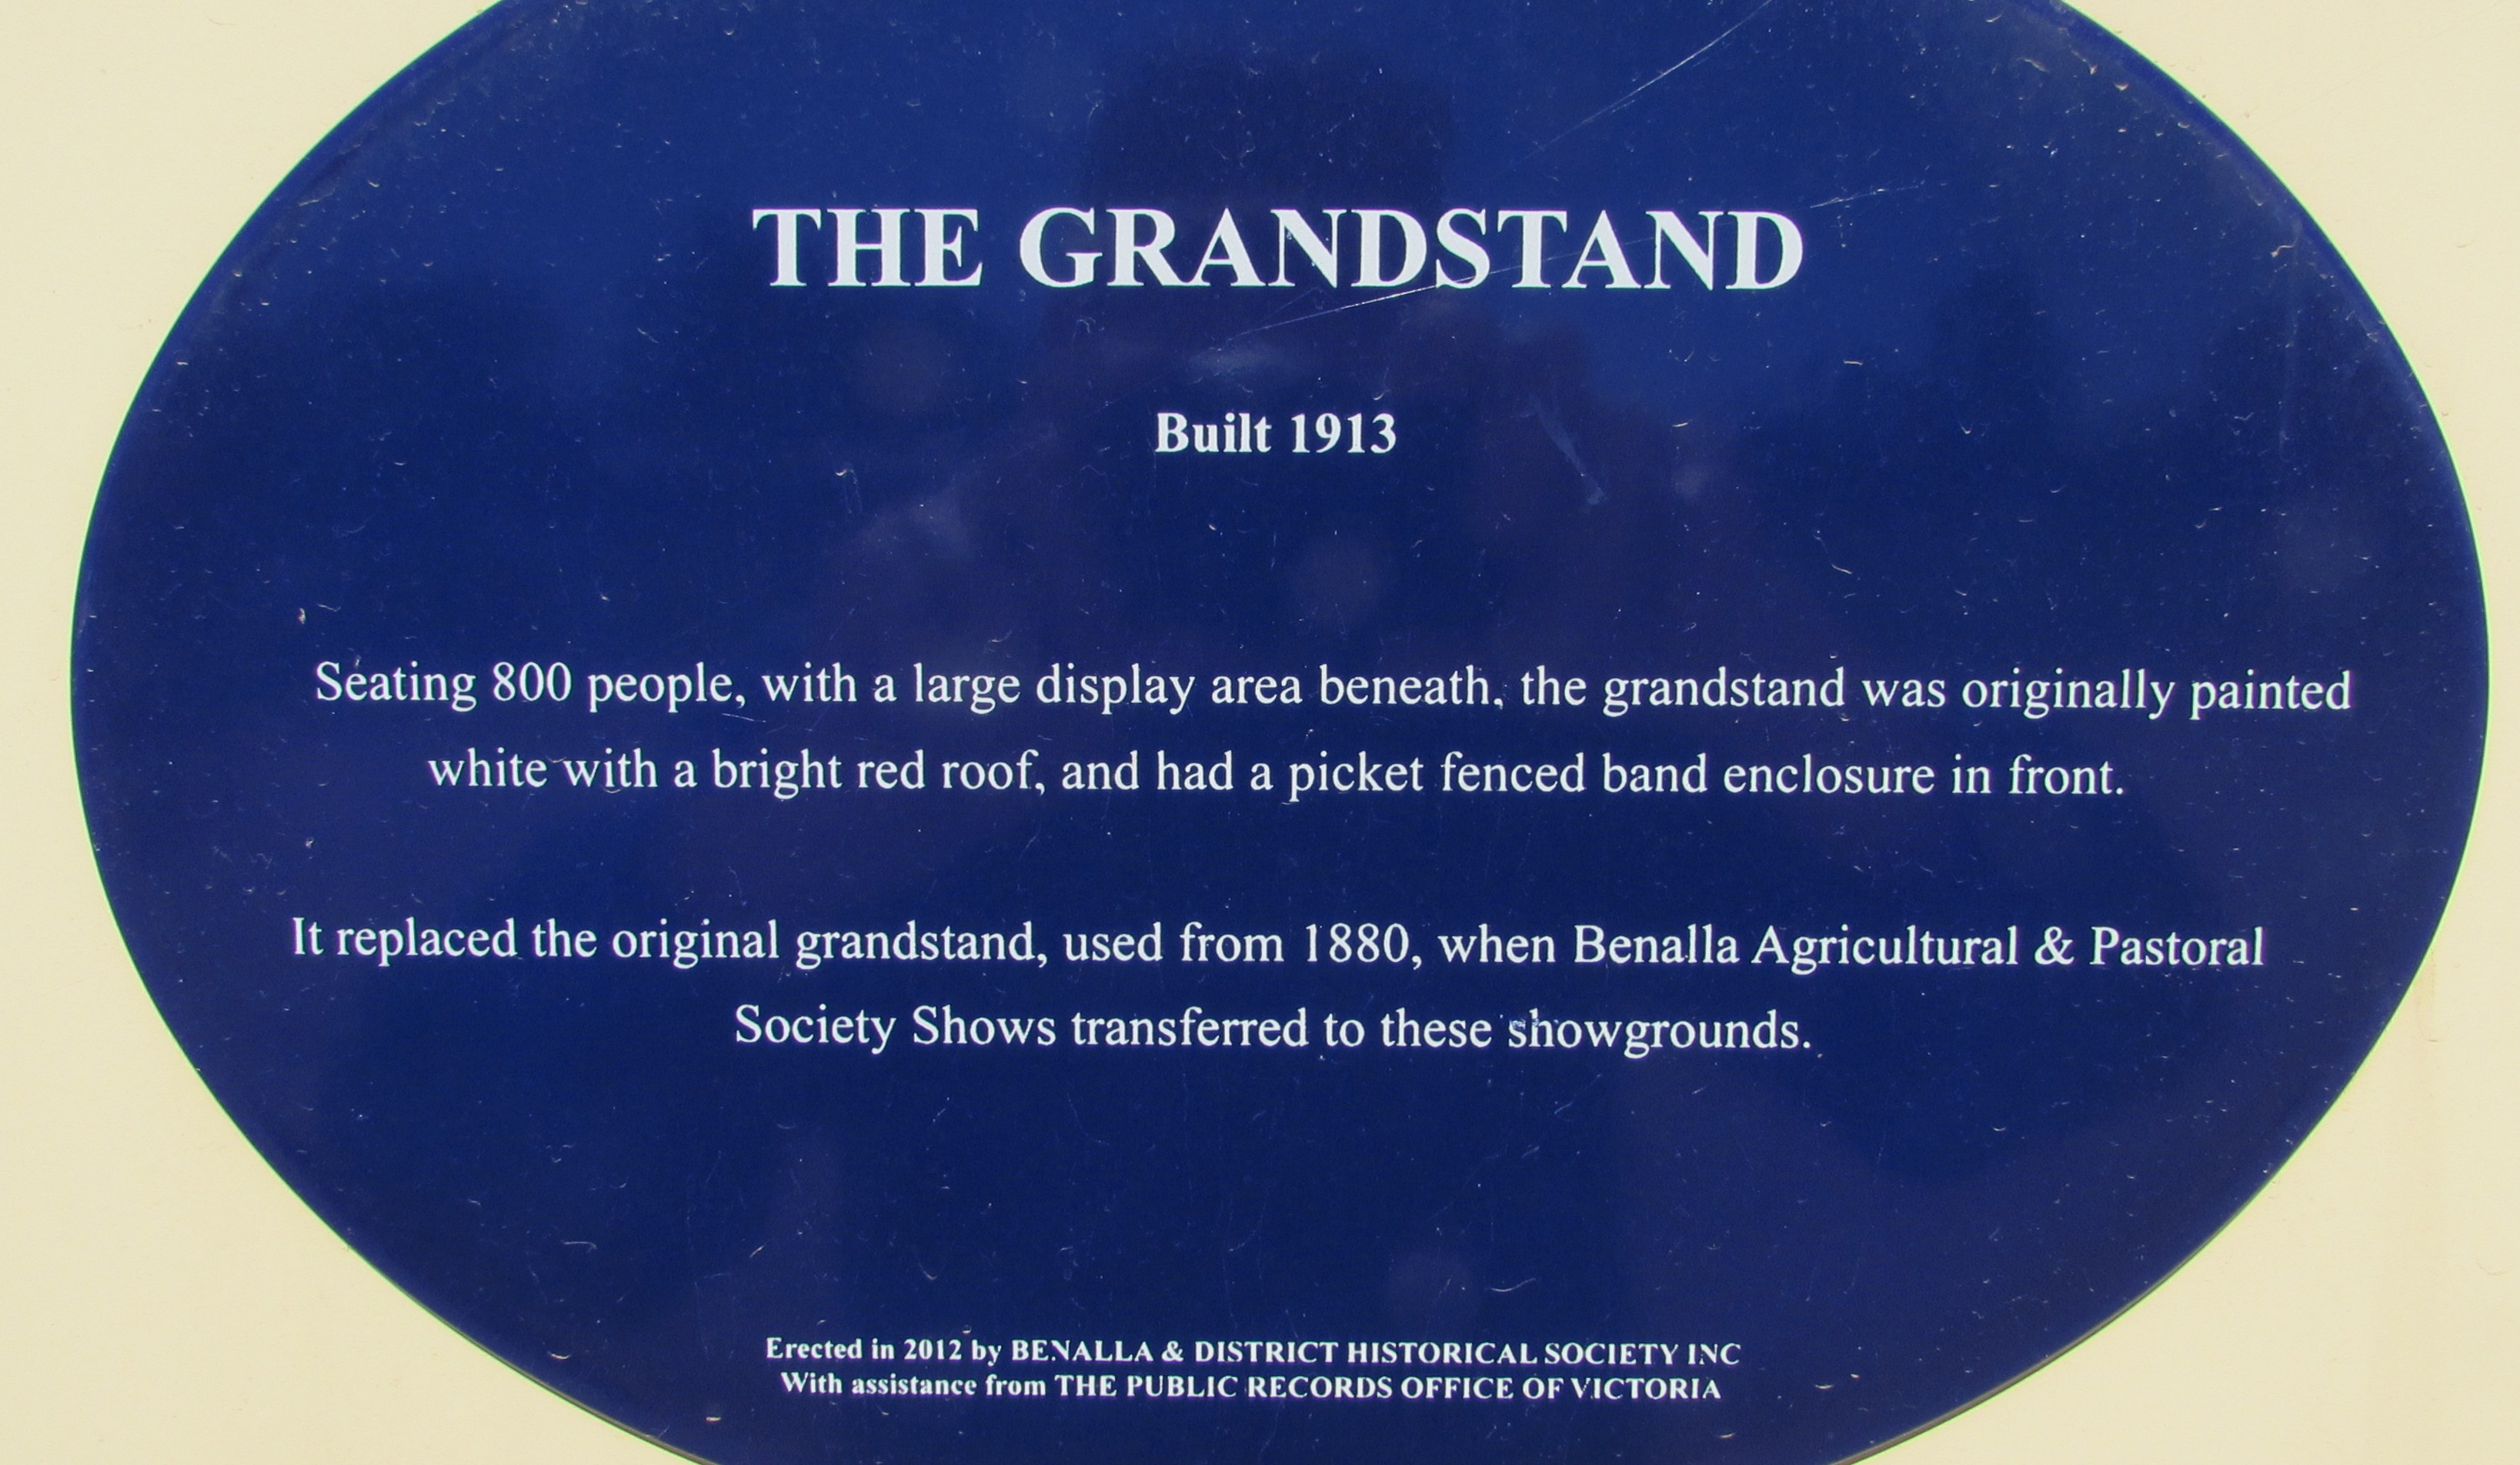 THE GRANDSTAND
Built 1913
Seating 800 people, with a large display area beneath, the grandstand was originally painted
white with a bright red roof, and had a picket fenced band enclosure in front.
It replaced the original grandstand, used from 1880, when Benalla Agricultural & Pastoral
Society Shows transferred to these showgrounds.
Erected in 2012 by BENALLA & DISTRICT HISTORICAL SOCIETY INC
With assistance from THE PUBLIC RECORDS OFFICE OF VICTORIA